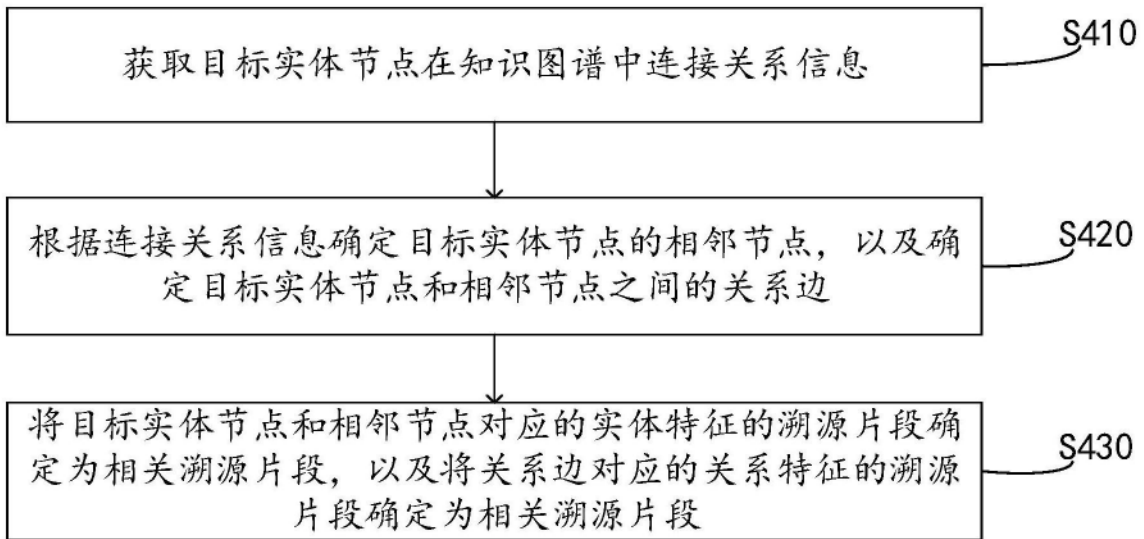 获取目标实体节点在知识图谱中连接关系信息
S410
根据连接关系信息确定目标实体节点的相邻节点，以及确
定目标实体节点和相邻节点之间的关系边
S420
将目标实体节点和相邻节点对应的实体特征的溯源片段确
定为相关溯源片段，以及将关系边对应的关系特征的溯源
片段确定为相关溯源片段
S430